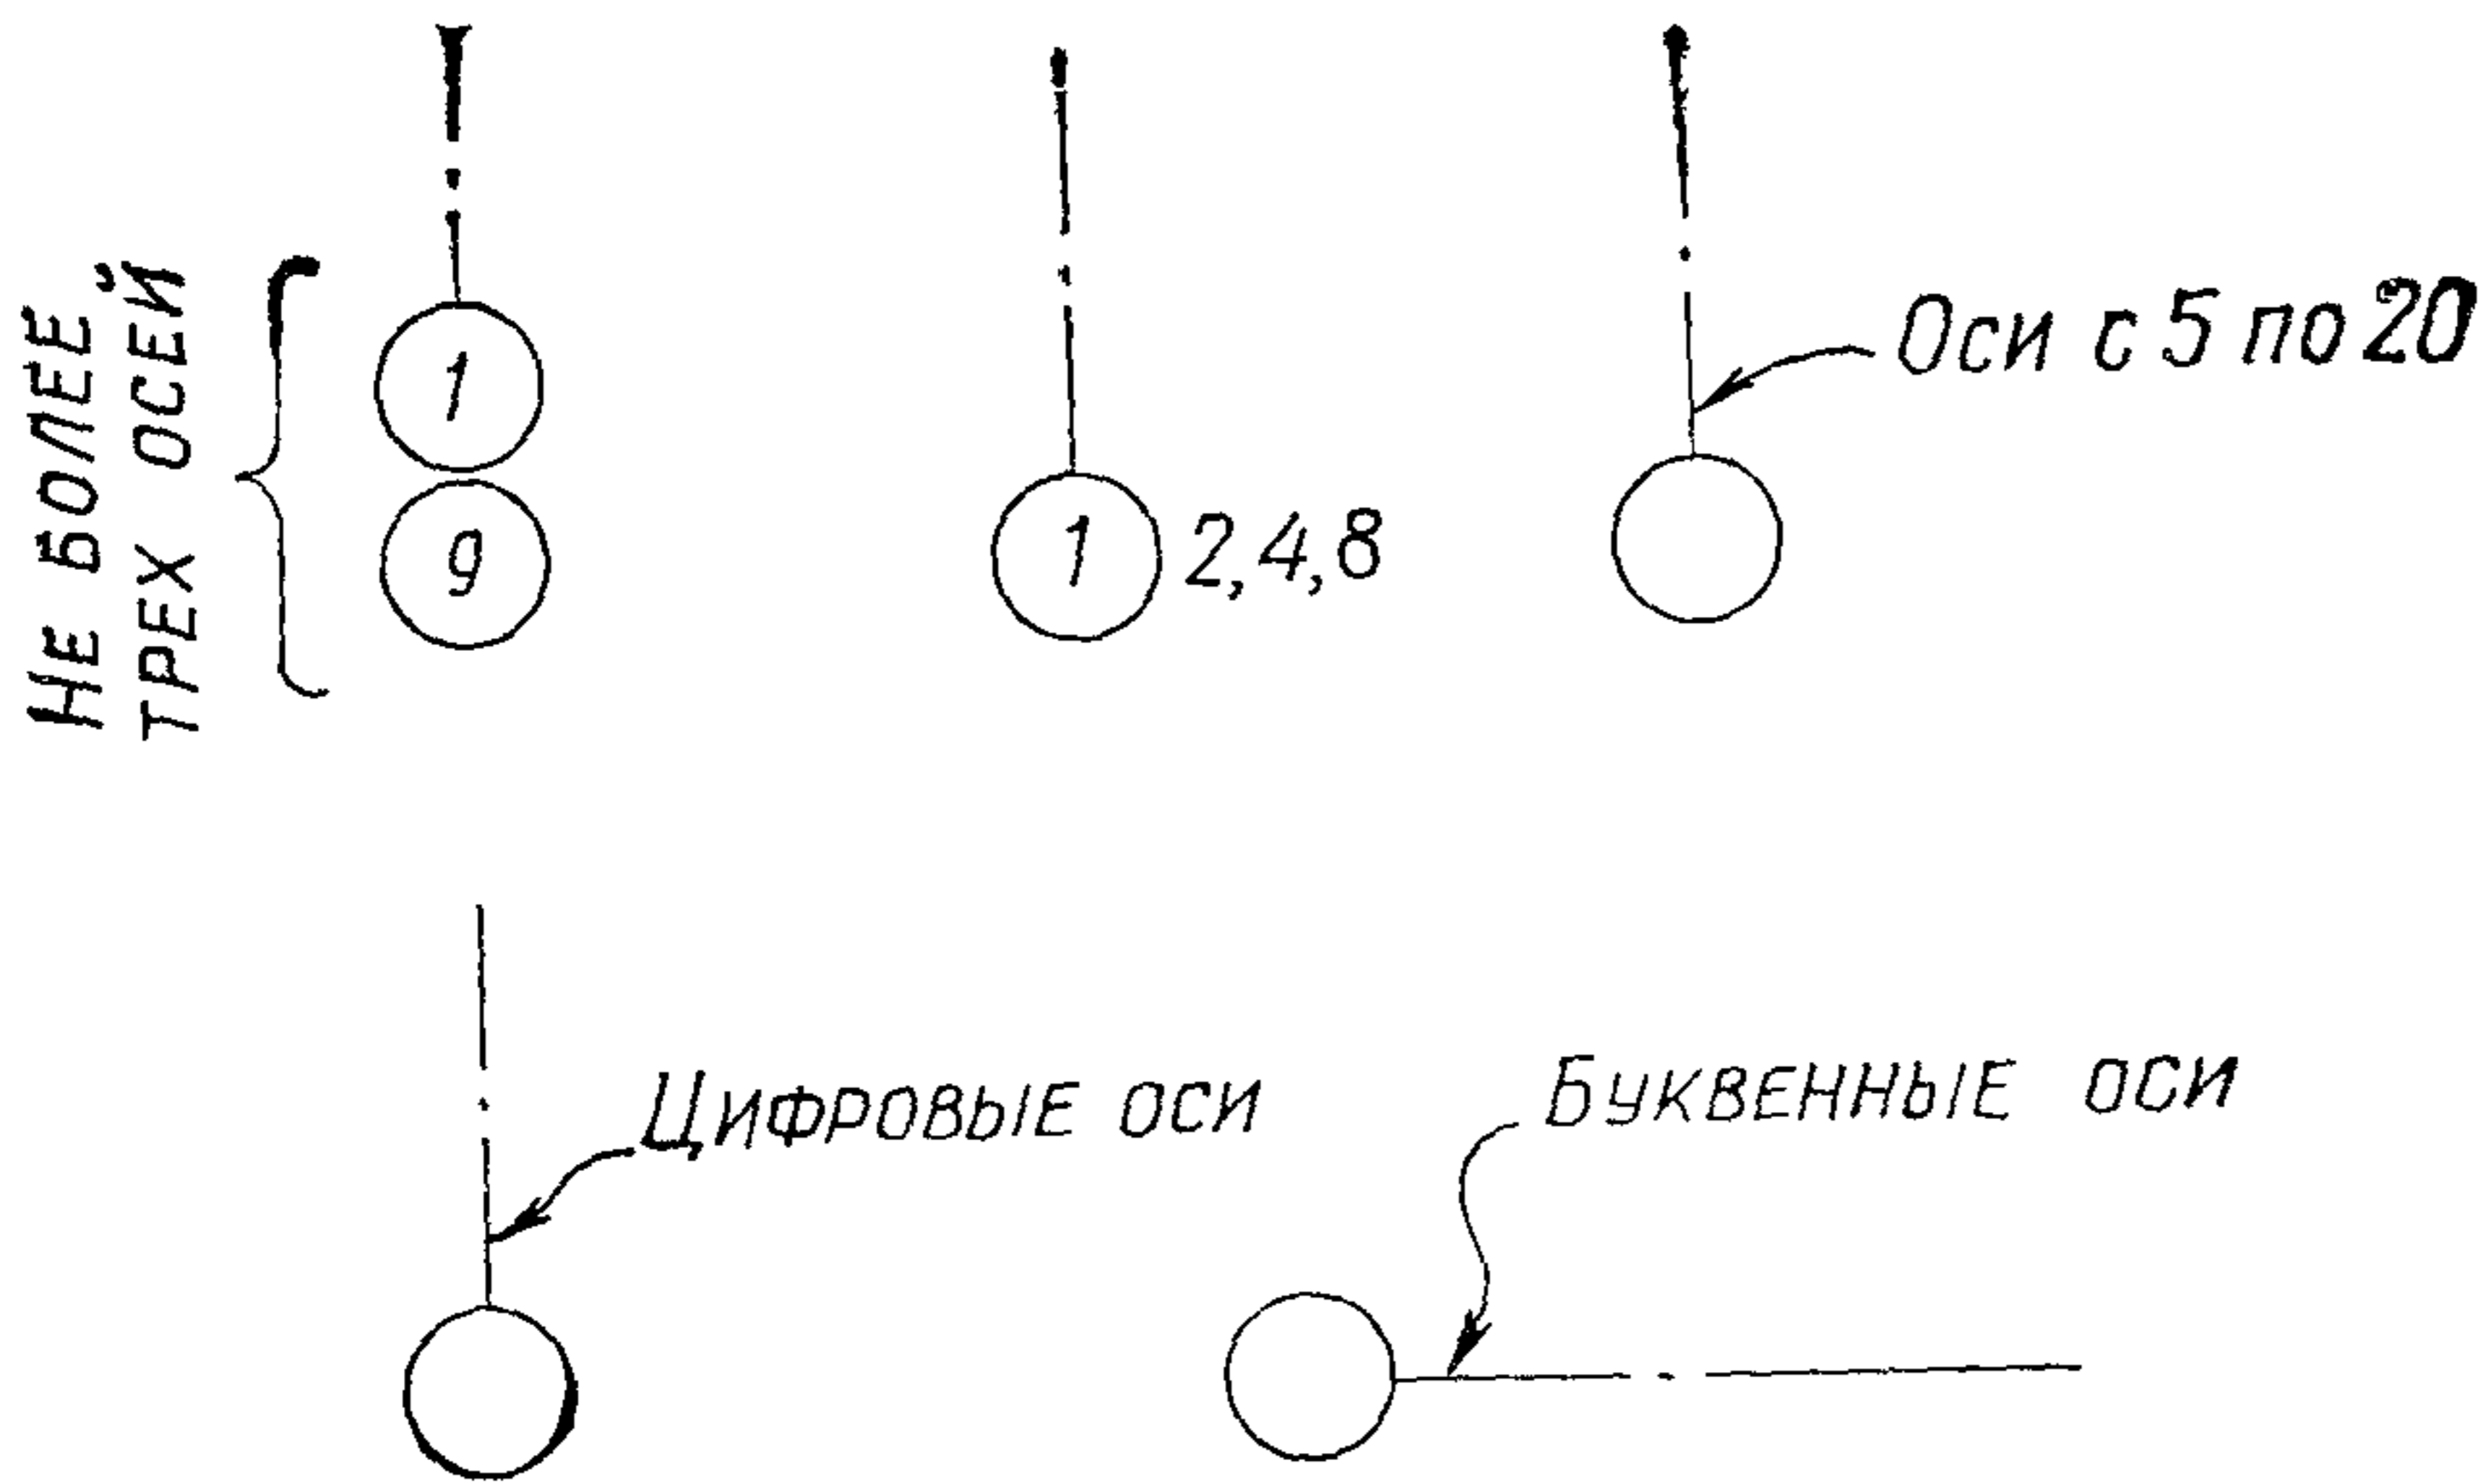 НЕ БОЛЕЕ
ТРЕХ ОСЕЙ
1
9
1 2,4,8
Оси с 5 по 20
Цифровые оси
Буквенные оси